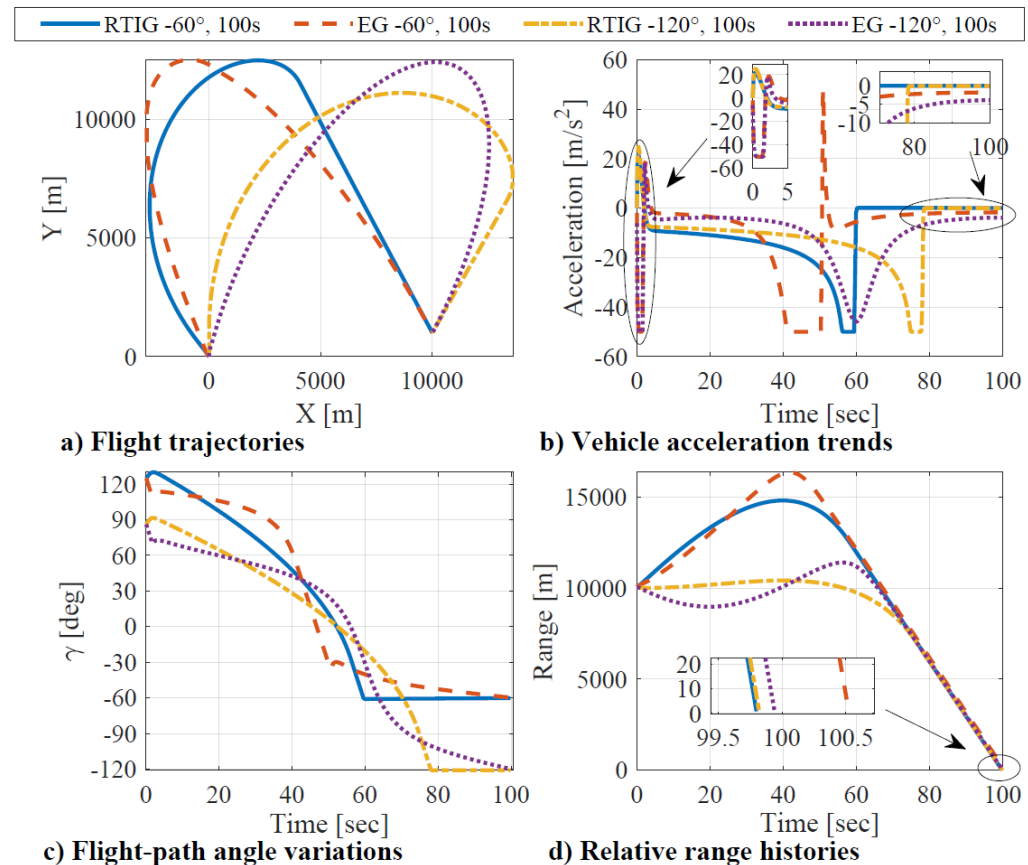 RTIG -60°, 100s EG -60°, 100s RTIG -120°, 100s EG -120°, 100s
10000
5000
0
Y [m]
0 5000 10000
X [m]
a) Flight trajectories
60
40
20
0
-20
-40
-60
Acceleration [m/s²]
20
0
-20
-40
-60
0 5
0
-5
-10
80 100
0 20 40 60 80 100
Time [sec]
b) Vehicle acceleration trends
120
90
60
30
0
-30
-60
-90
-120
γ [deg]
0 20 40 60 80 100
Time [sec]
c) Flight-path angle variations
15000
10000
5000
0
Range [m]
20
10
0
99.5 100 100.5
0 20 40 60 80 100
Time [sec]
d) Relative range histories